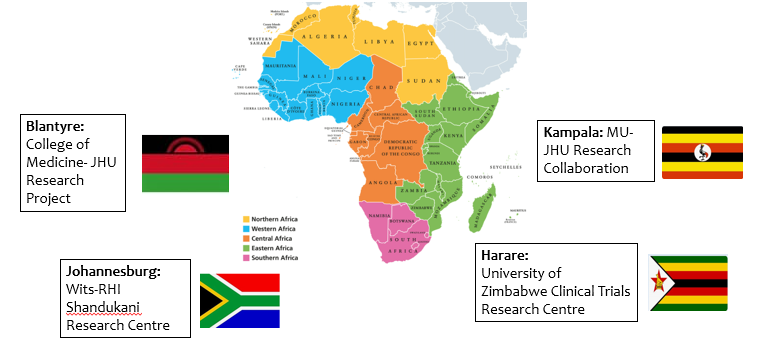 MOROCCO
ALGERIA
LIBYA
EGYPT
WESTERN
SAHARA
CAPE
VERDE
MAURITANIA
MALI
NIGER
CHAD
SUDAN
NIGERIA
LIBERIA
ETHIOPIA
SOUTH
SUDAN
CENTRAL AFRICAN
REPUBLIC
SOMALIA
KENYA
GABON
DEMOCRATIC
REPUBLIC
OF THE CONGO
TANZANIA
SEYCHELLES
COMOROS
ANGOLA
ZAMBIA
MOZAMBIQUE
MADAGASCAR
ZIMBABWE
NAMIBIA
BOTSWANA
SOUTH
AFRICA
Blantyre:
College of
Medicine- JHU
Research
Project
Kampala: MU-
JHU Research
Collaboration
Northern Africa
Western Africa
Central Africa
Eastern Africa
Southern Africa
Johannesburg:
Wits-RHI
Shandukani
Research Centre
Harare:
University of
Zimbabwe Clinical Trials
Research Centre